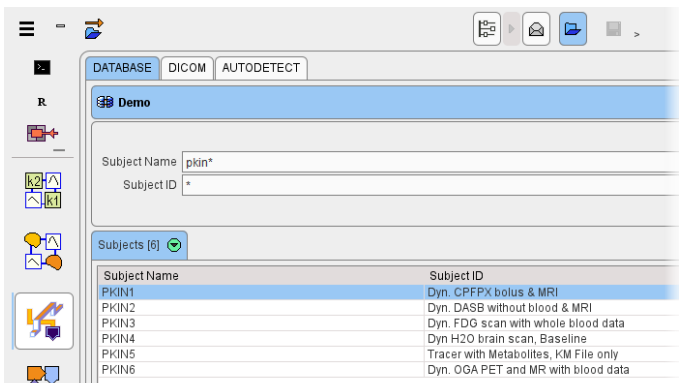 >
DATABASE DICOM AUTODETECT
R
Demo
Subject Name pkin*
Subject ID *
k2
k1
Subjects [6]
Subject Name Subject ID
PKIN1 Dyn. CPFPX bolus & MRI
PKIN2 Dyn. DASB without blood & MRI
PKIN3 Dyn. FDG scan with whole blood data
PKIN4 Dyn H2O brain scan, Baseline
PKIN5 Tracer with Metabolites, KM File only
PKIN6 Dyn. OGA PET and MR with blood data